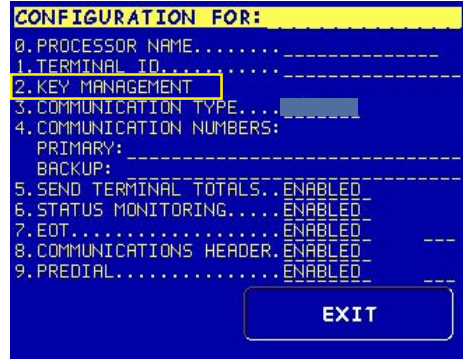 CONFIGURATION FOR:
0.PROCESSOR NAME........
1.TERMINAL ID...........
2.KEY MANAGEMENT
3.COMMUNICATION TYPE....
4.COMMUNICATION NUMBERS:
PRIMARY:
BACKUP:
5.SEND TERMINAL TOTALS..ENABLED
6.STATUS MONITORING.....ENABLED
7.EOT...................ENABLED
8.COMMUNICATIONS HEADER.ENABLED
9.PREDIAL...............ENABLED
EXIT